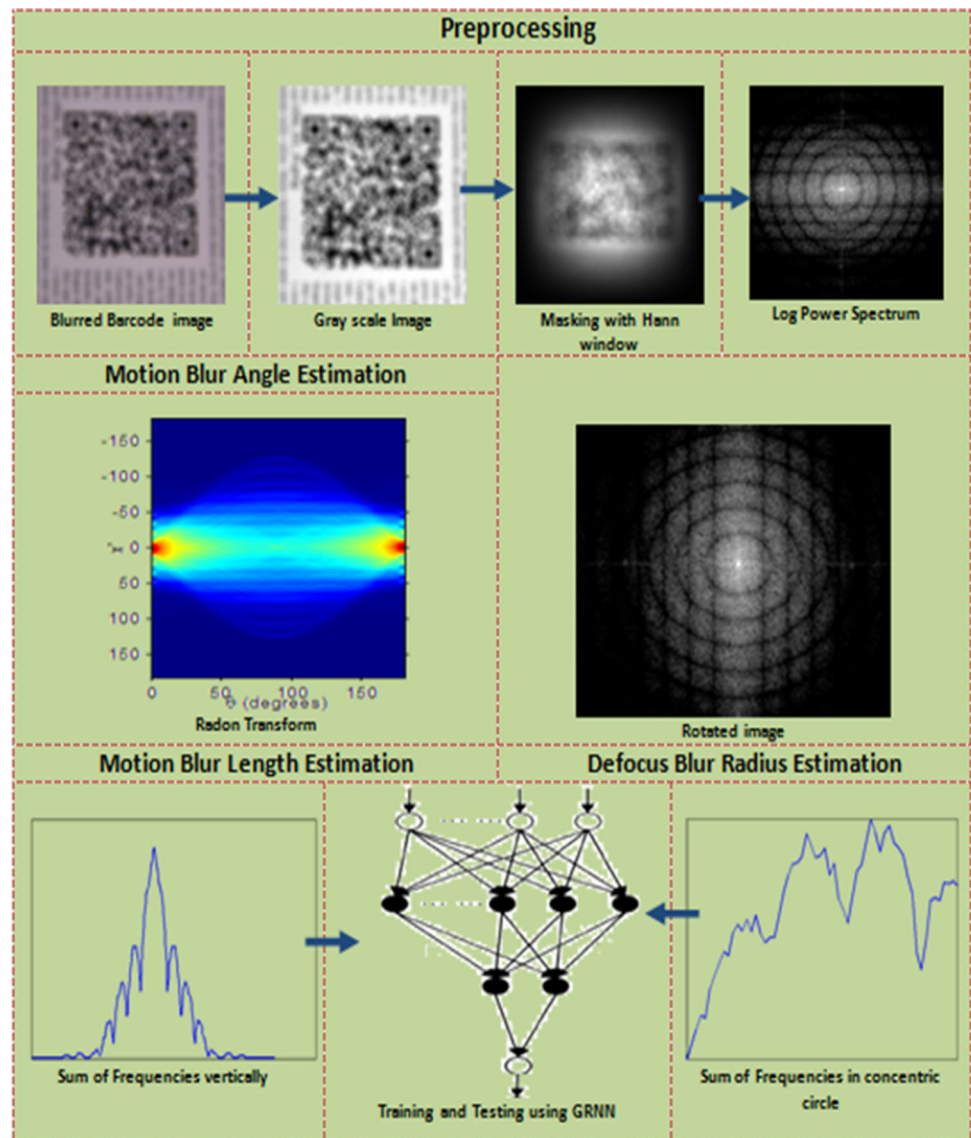 Preprocessing
Blurred Barcode image
Gray scale Image
Masking with Hann
window
Log Power Spectrum
Motion Blur Angle Estimation
-150
-100
-50
0
50
100
150
0 50 100 150
θ (degrees)
Radon Transform
Rotated image
Motion Blur Length Estimation
Defocus Blur Radius Estimation
Sum of Frequencies vertically
Training and Testing using GRNN
Sum of Frequencies in concentric
circle